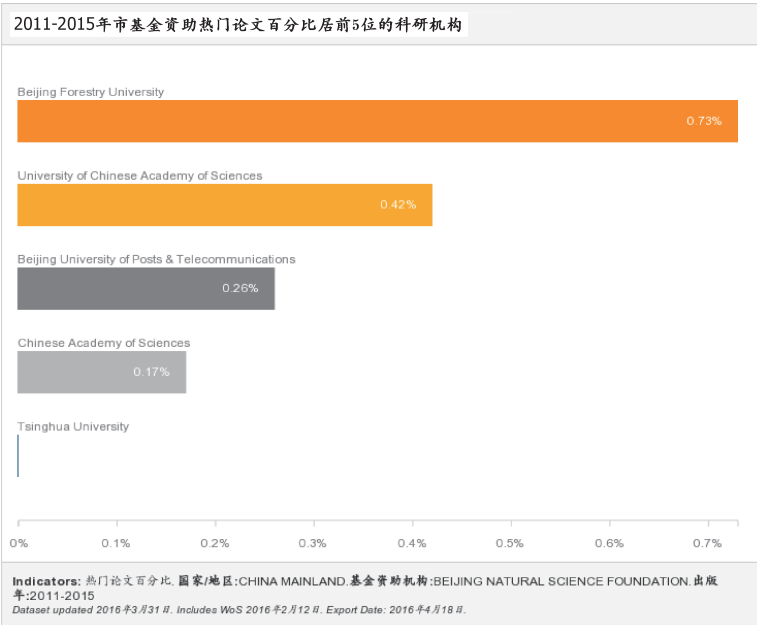 2011-2015年市基金资助热门论文百分比居前5位的科研机构
Beijing Forestry University
0.73%
University of Chinese Academy of Sciences
0.42%
Beijing University of Posts & Telecommunications
0.26%
Chinese Academy of Sciences
0.17%
Tsinghua University
0% 0.1% 0.2% 0.3% 0.4% 0.5% 0.6% 0.7%
Indicators: 热门论文百分比. 国家/地区:CHINA MAINLAND.基金资助机构:BEIJING NATURAL SCIENCE FOUNDATION.出版
年:2011-2015
Dataset updated 2016年3月31日. Includes WoS 2016年2月12日. Export Date: 2016年4月18日.